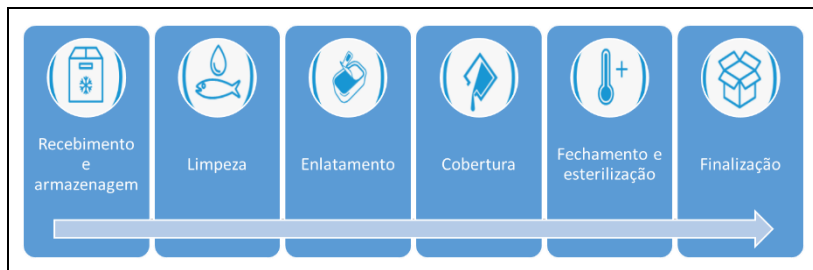 Recebimento
e
armazenagem
Limpeza
Enlatamento
Cobertura
Fechamento e
esterilização
Finalização